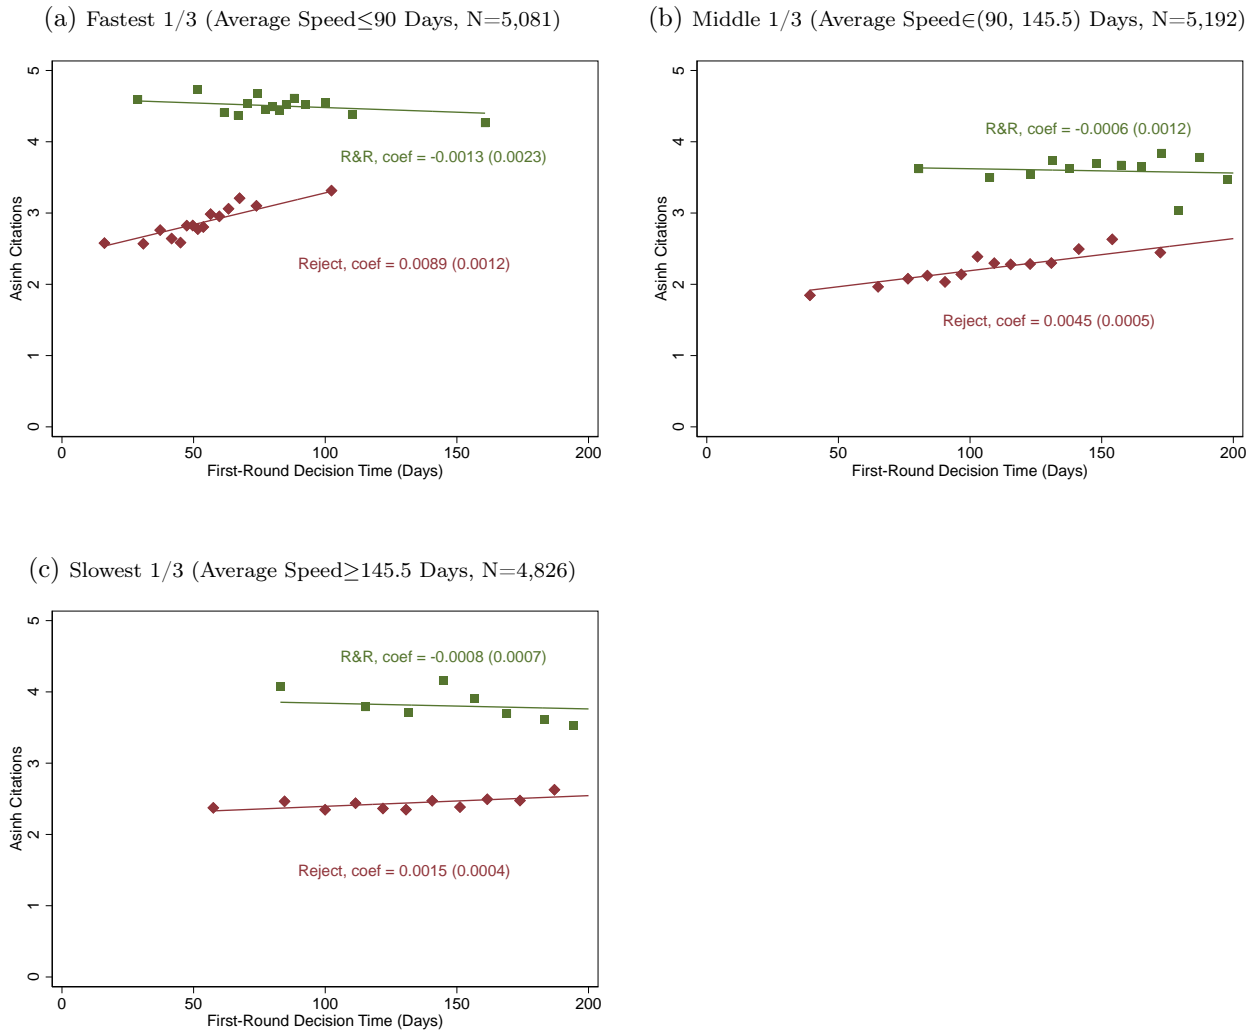 (a) Fastest 1/3 (Average Speed≤90 Days, N=5,081)
5
4
3
2
1
0
Asinh Citations
R&R, coef = -0.0013 (0.0023)
Reject, coef = 0.0089 (0.0012)
0 50 100 150 200
First-Round Decision Time (Days)
(b) Middle 1/3 (Average Speed∈(90, 145.5) Days, N=5,192)
5
4
3
2
1
0
Asinh Citations
R&R, coef = -0.0006 (0.0012)
Reject, coef = 0.0045 (0.0005)
0 50 100 150 200
First-Round Decision Time (Days)
(c) Slowest 1/3 (Average Speed≥145.5 Days, N=4,826)
5
4
3
2
1
0
Asinh Citations
R&R, coef = -0.0008 (0.0007)
Reject, coef = 0.0015 (0.0004)
0 50 100 150 200
First-Round Decision Time (Days)